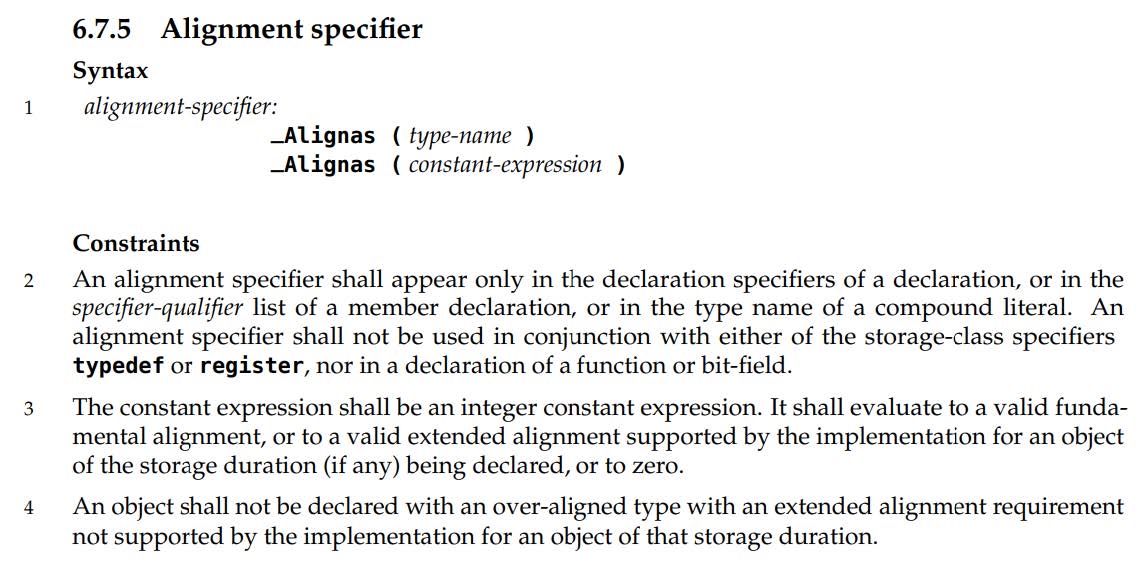 6.7.5 Alignment specifier
Syntax
1 alignment-specifier:
_Alignas ( type-name )
_Alignas ( constant-expression )
Constraints
2 An alignment specifier shall appear only in the declaration specifiers of a declaration, or in the
specifier-qualifier list of a member declaration, or in the type name of a compound literal. An
alignment specifier shall not be used in conjunction with either of the storage-class specifiers
typedef or register, nor in a declaration of a function or bit-field.
3 The constant expression shall be an integer constant expression. It shall evaluate to a valid funda-
mental alignment, or to a valid extended alignment supported by the implementation for an object
of the storage duration (if any) being declared, or to zero.
4 An object shall not be declared with an over-aligned type with an extended alignment requirement
not supported by the implementation for an object of that storage duration.